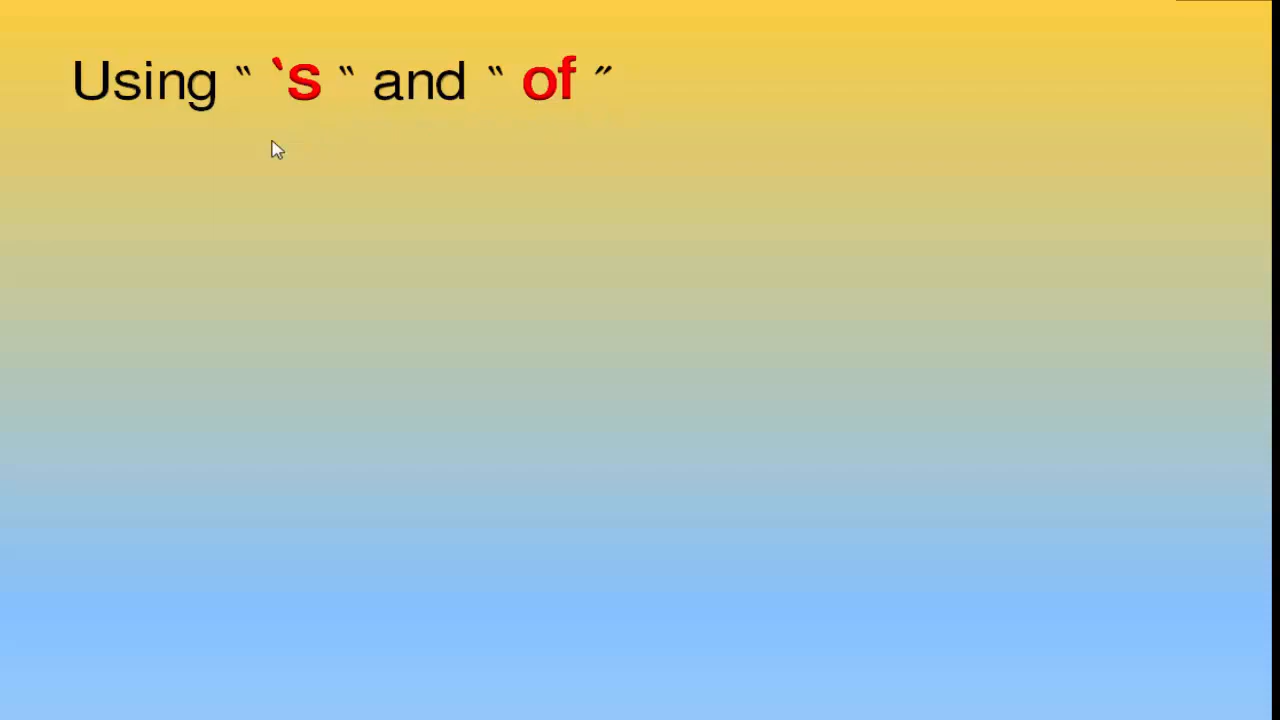 Using “ ‛s “ and “ of ”